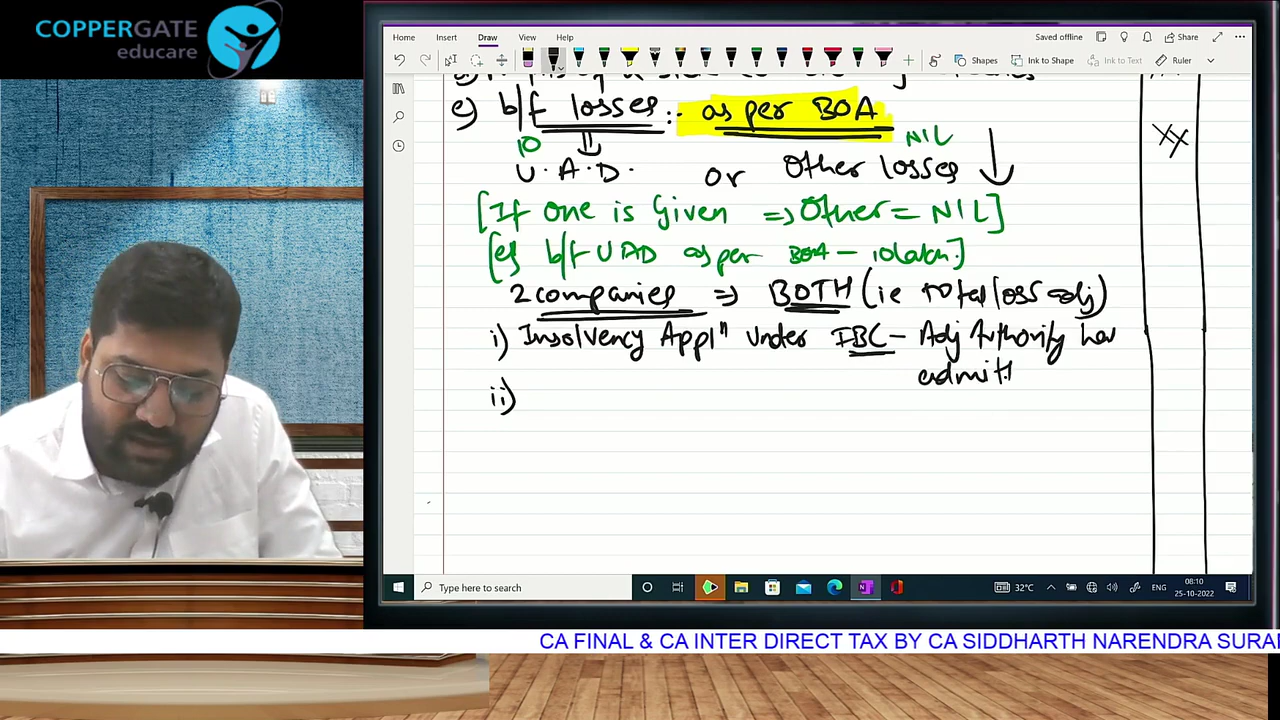 COPPERGATE
educare
Home Insert Draw View Help
Saved offline
Share
Shapes
Ink to Shape
Ink to Text
Ruler
e) b/f losses :- as per BOA
10
NIL
U.A.D. or Other losses
XX
[If one is Given => Other = NIL]
[eg b/f UAD as per BOA - 10 lakh.]
2 companies => BOTH (ie total loss adj)
i) Insolvency Appl" under IBC - Adj Authority has
admitt
ii)
Type here to search
32°C
ENG
08:10
25-10-2022
CA FINAL & CA INTER DIRECT TAX BY CA SIDDHARTH NARENDRA SURA